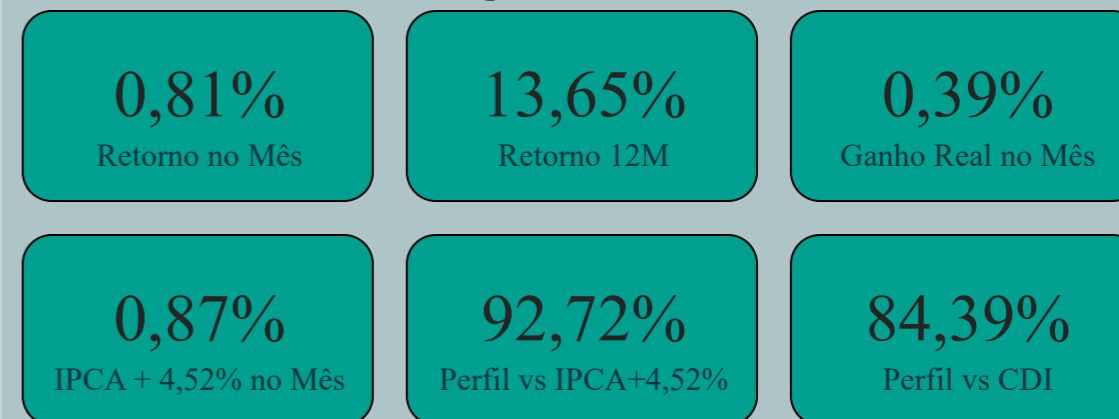 0,81%
Retorno no Mês
13,65%
Retorno 12M
0,39%
Ganho Real no Mês
0,87%
IPCA + 4,52% no Mês
92,72%
Perfil vs IPCA+4,52%
84,39%
Perfil vs CDI